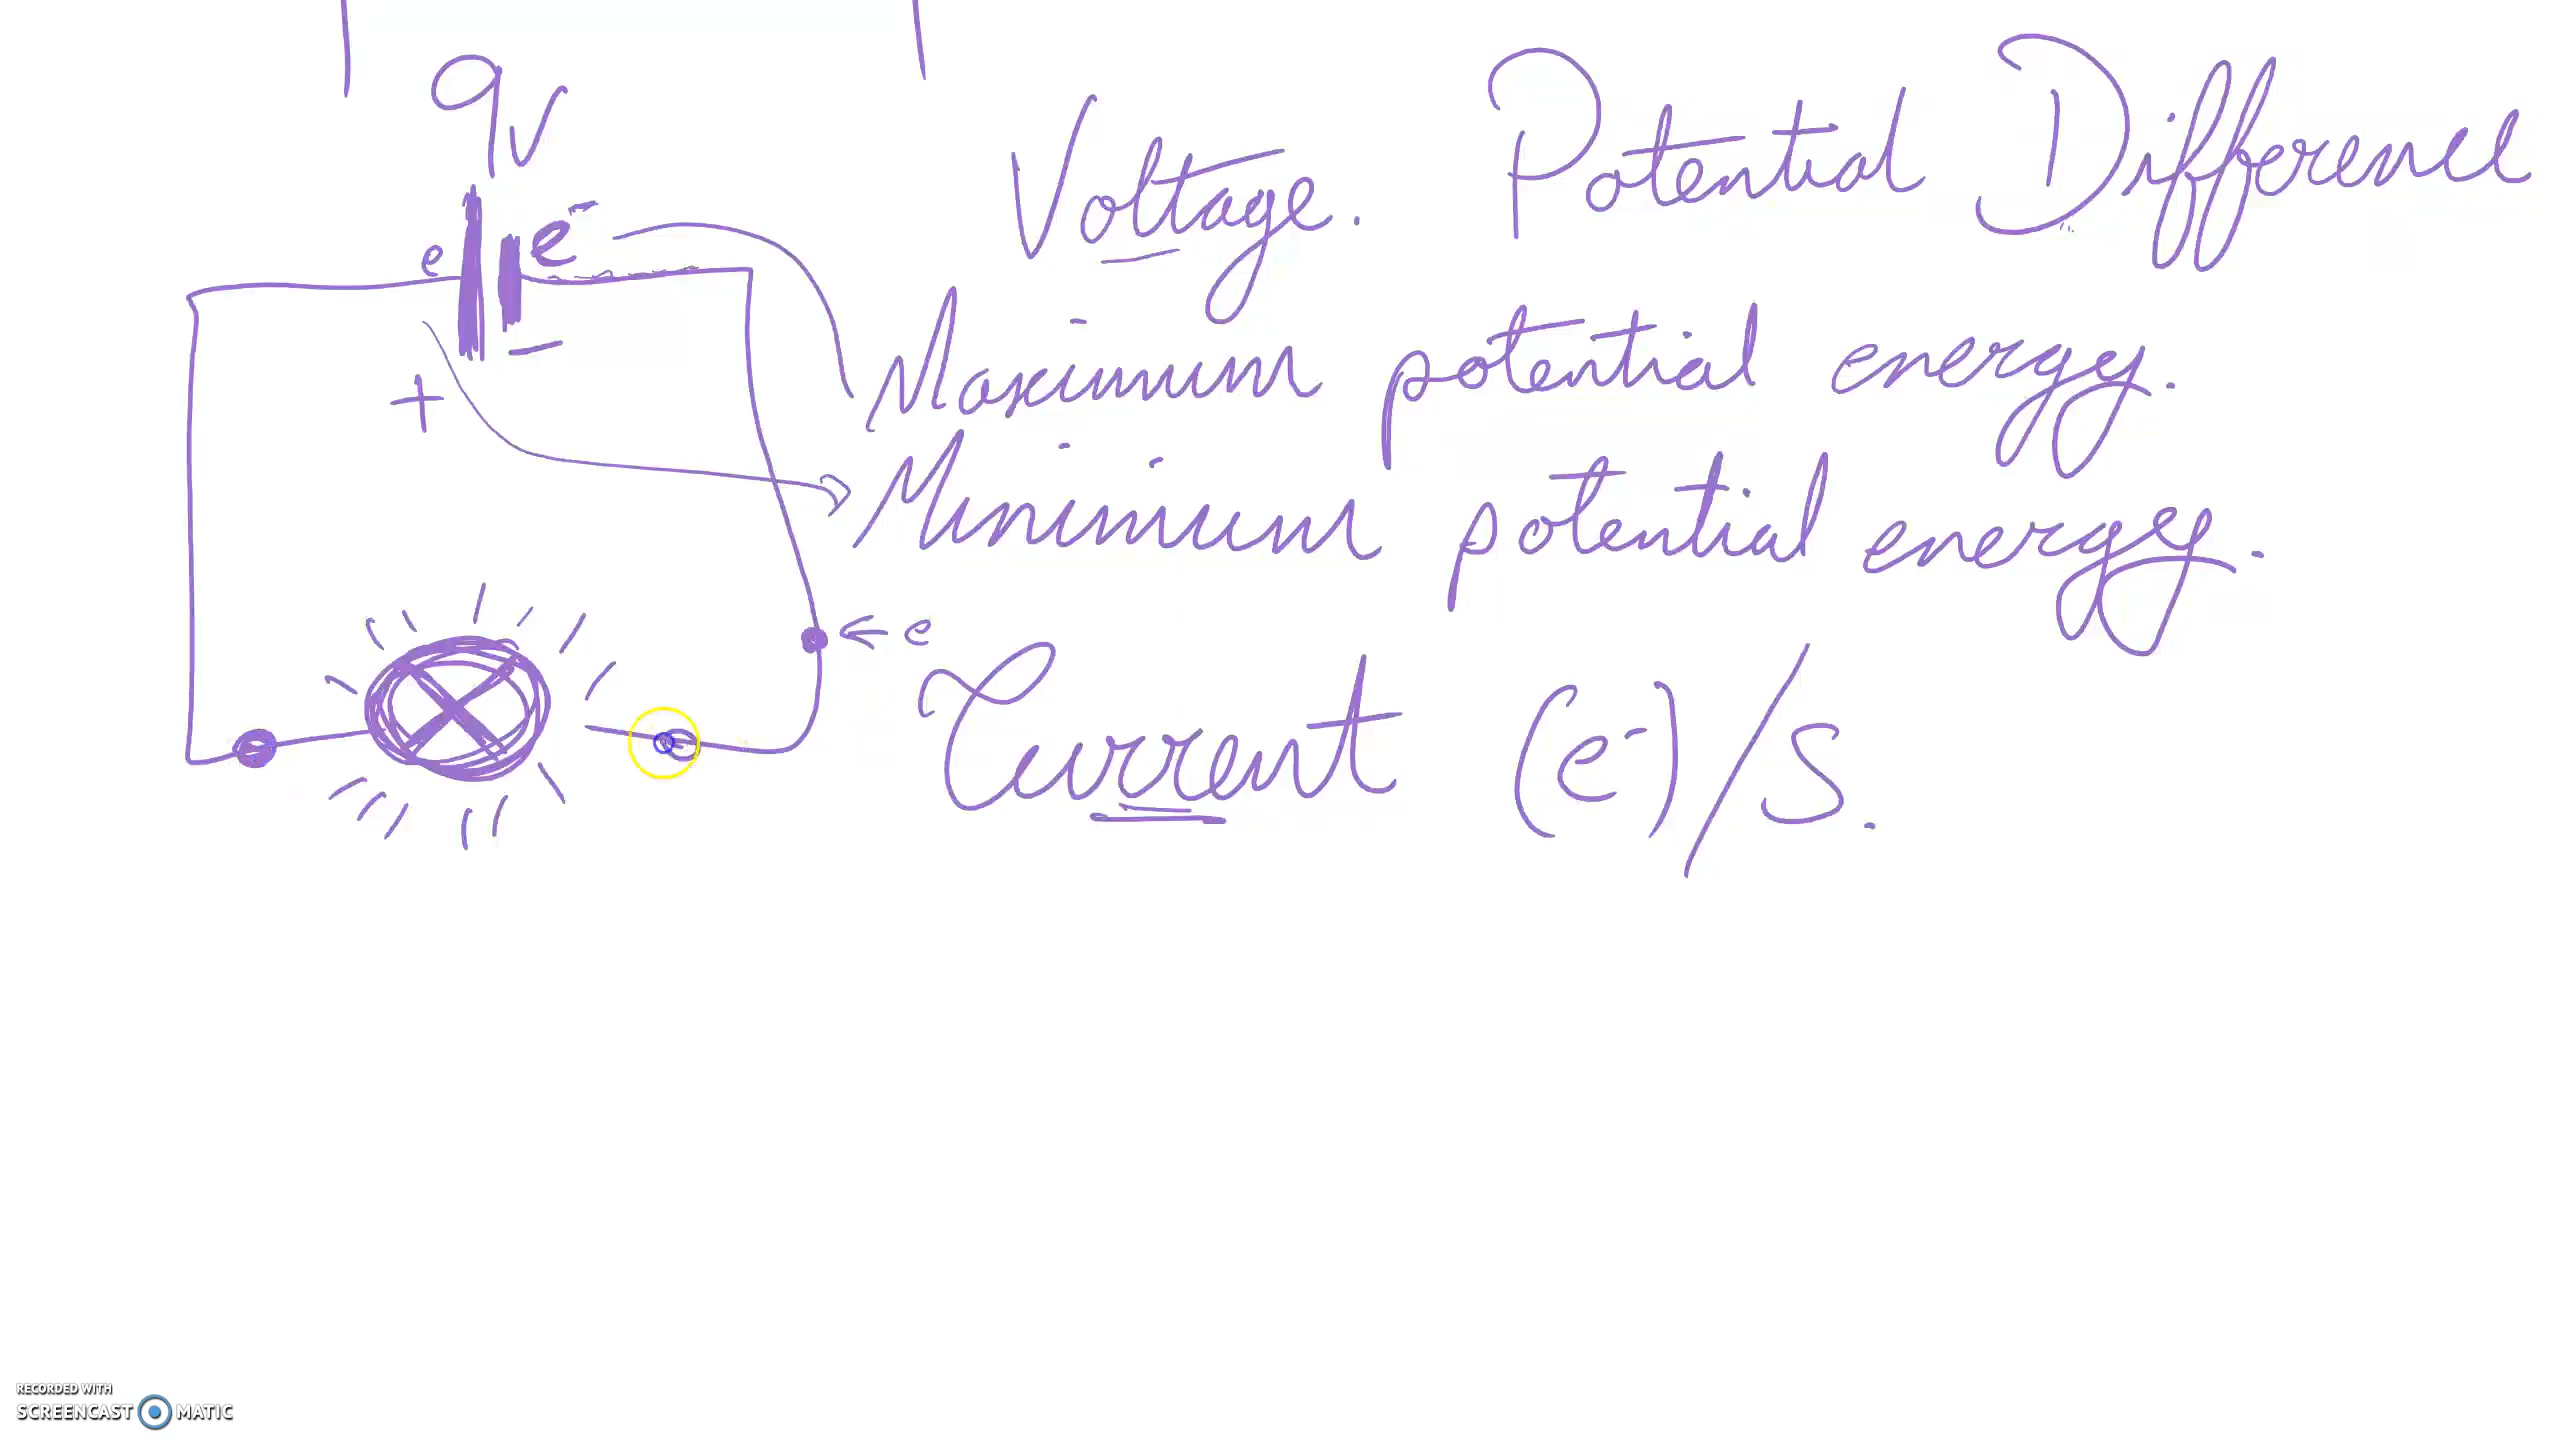 9v
Voltage. Potential Difference
e e-
+ -
Maximum potential energy.
Minimum potential energy.
← e
Current (e-)/s.
RECORDED WITH
SCREENCAST MATIC